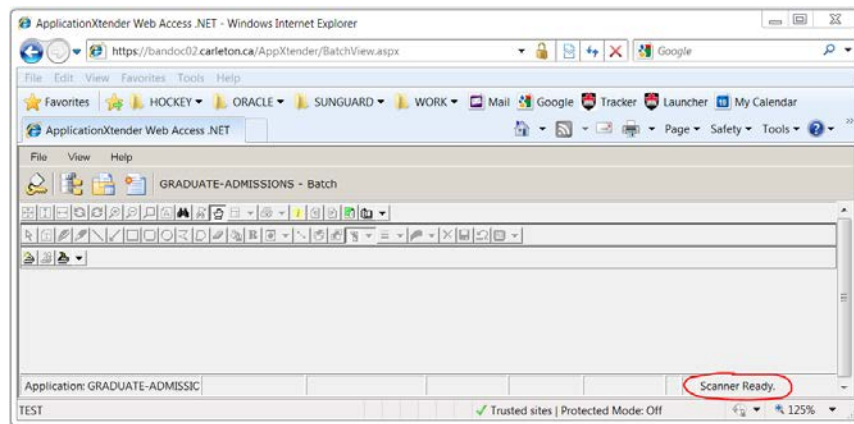 ApplicationXtender Web Access .NET - Windows Internet Explorer
https://bandoc02.carleton.ca/AppXtender/BatchView.aspx Google
File Edit View Favorites Tools Help
Favorites HOCKEY ORACLE SUNGUARD WORK Mail Google Tracker Launcher My Calendar
ApplicationXtender Web Access .NET Page Safety Tools
File View Help
GRADUATE-ADMISSIONS - Batch
Application: GRADUATE-ADMISSIC Scanner Ready.
TEST Trusted sites | Protected Mode: Off 125%